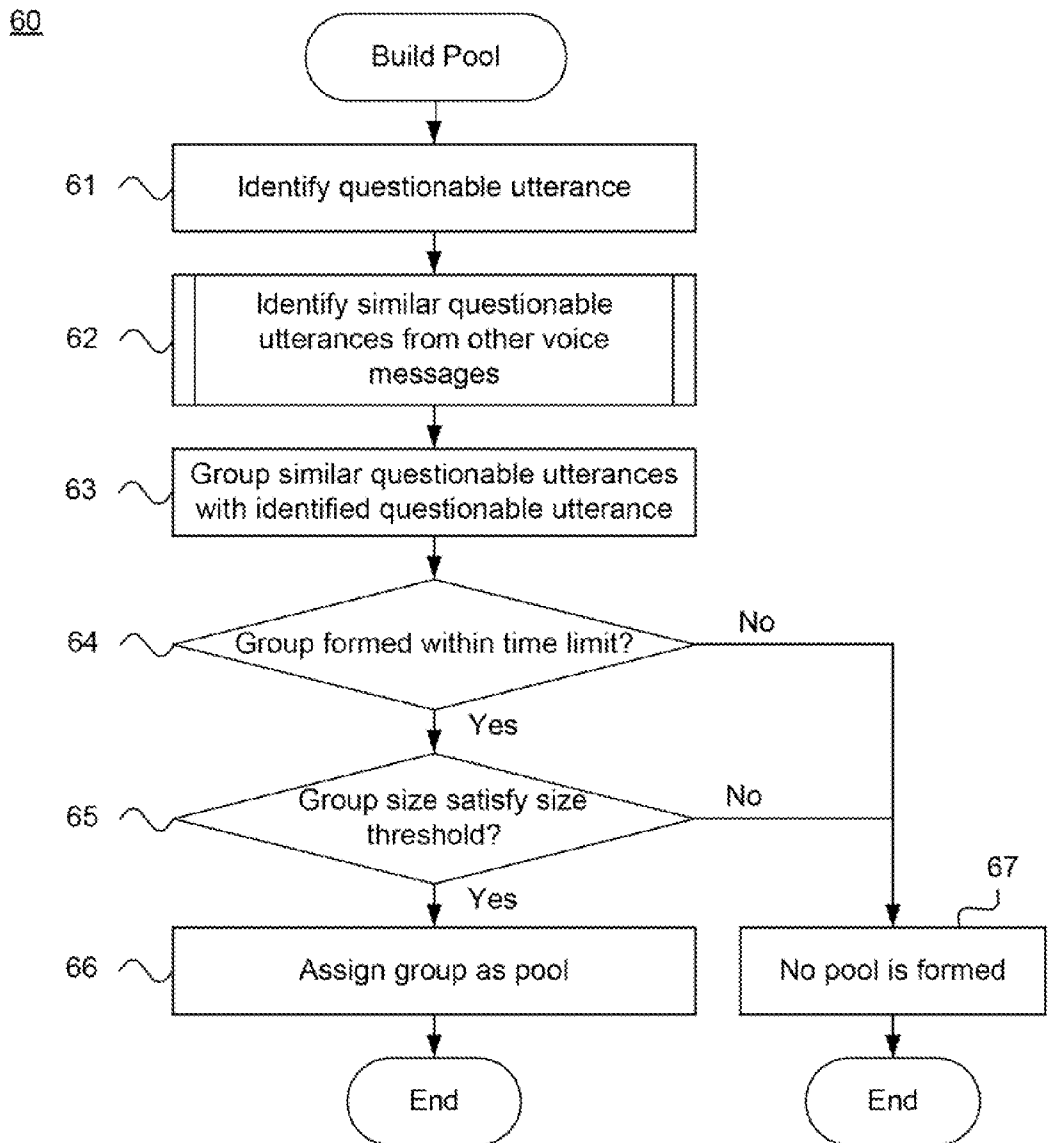 60
Build Pool
61
Identify questionable utterance
62
Identify similar questionable
utterances from other voice
messages
63
Group similar questionable utterances
with identified questionable utterance
64
Group formed within time limit?
No
Yes
65
Group size satisfy size
threshold?
No
Yes
67
66
Assign group as pool
No pool is formed
End
End